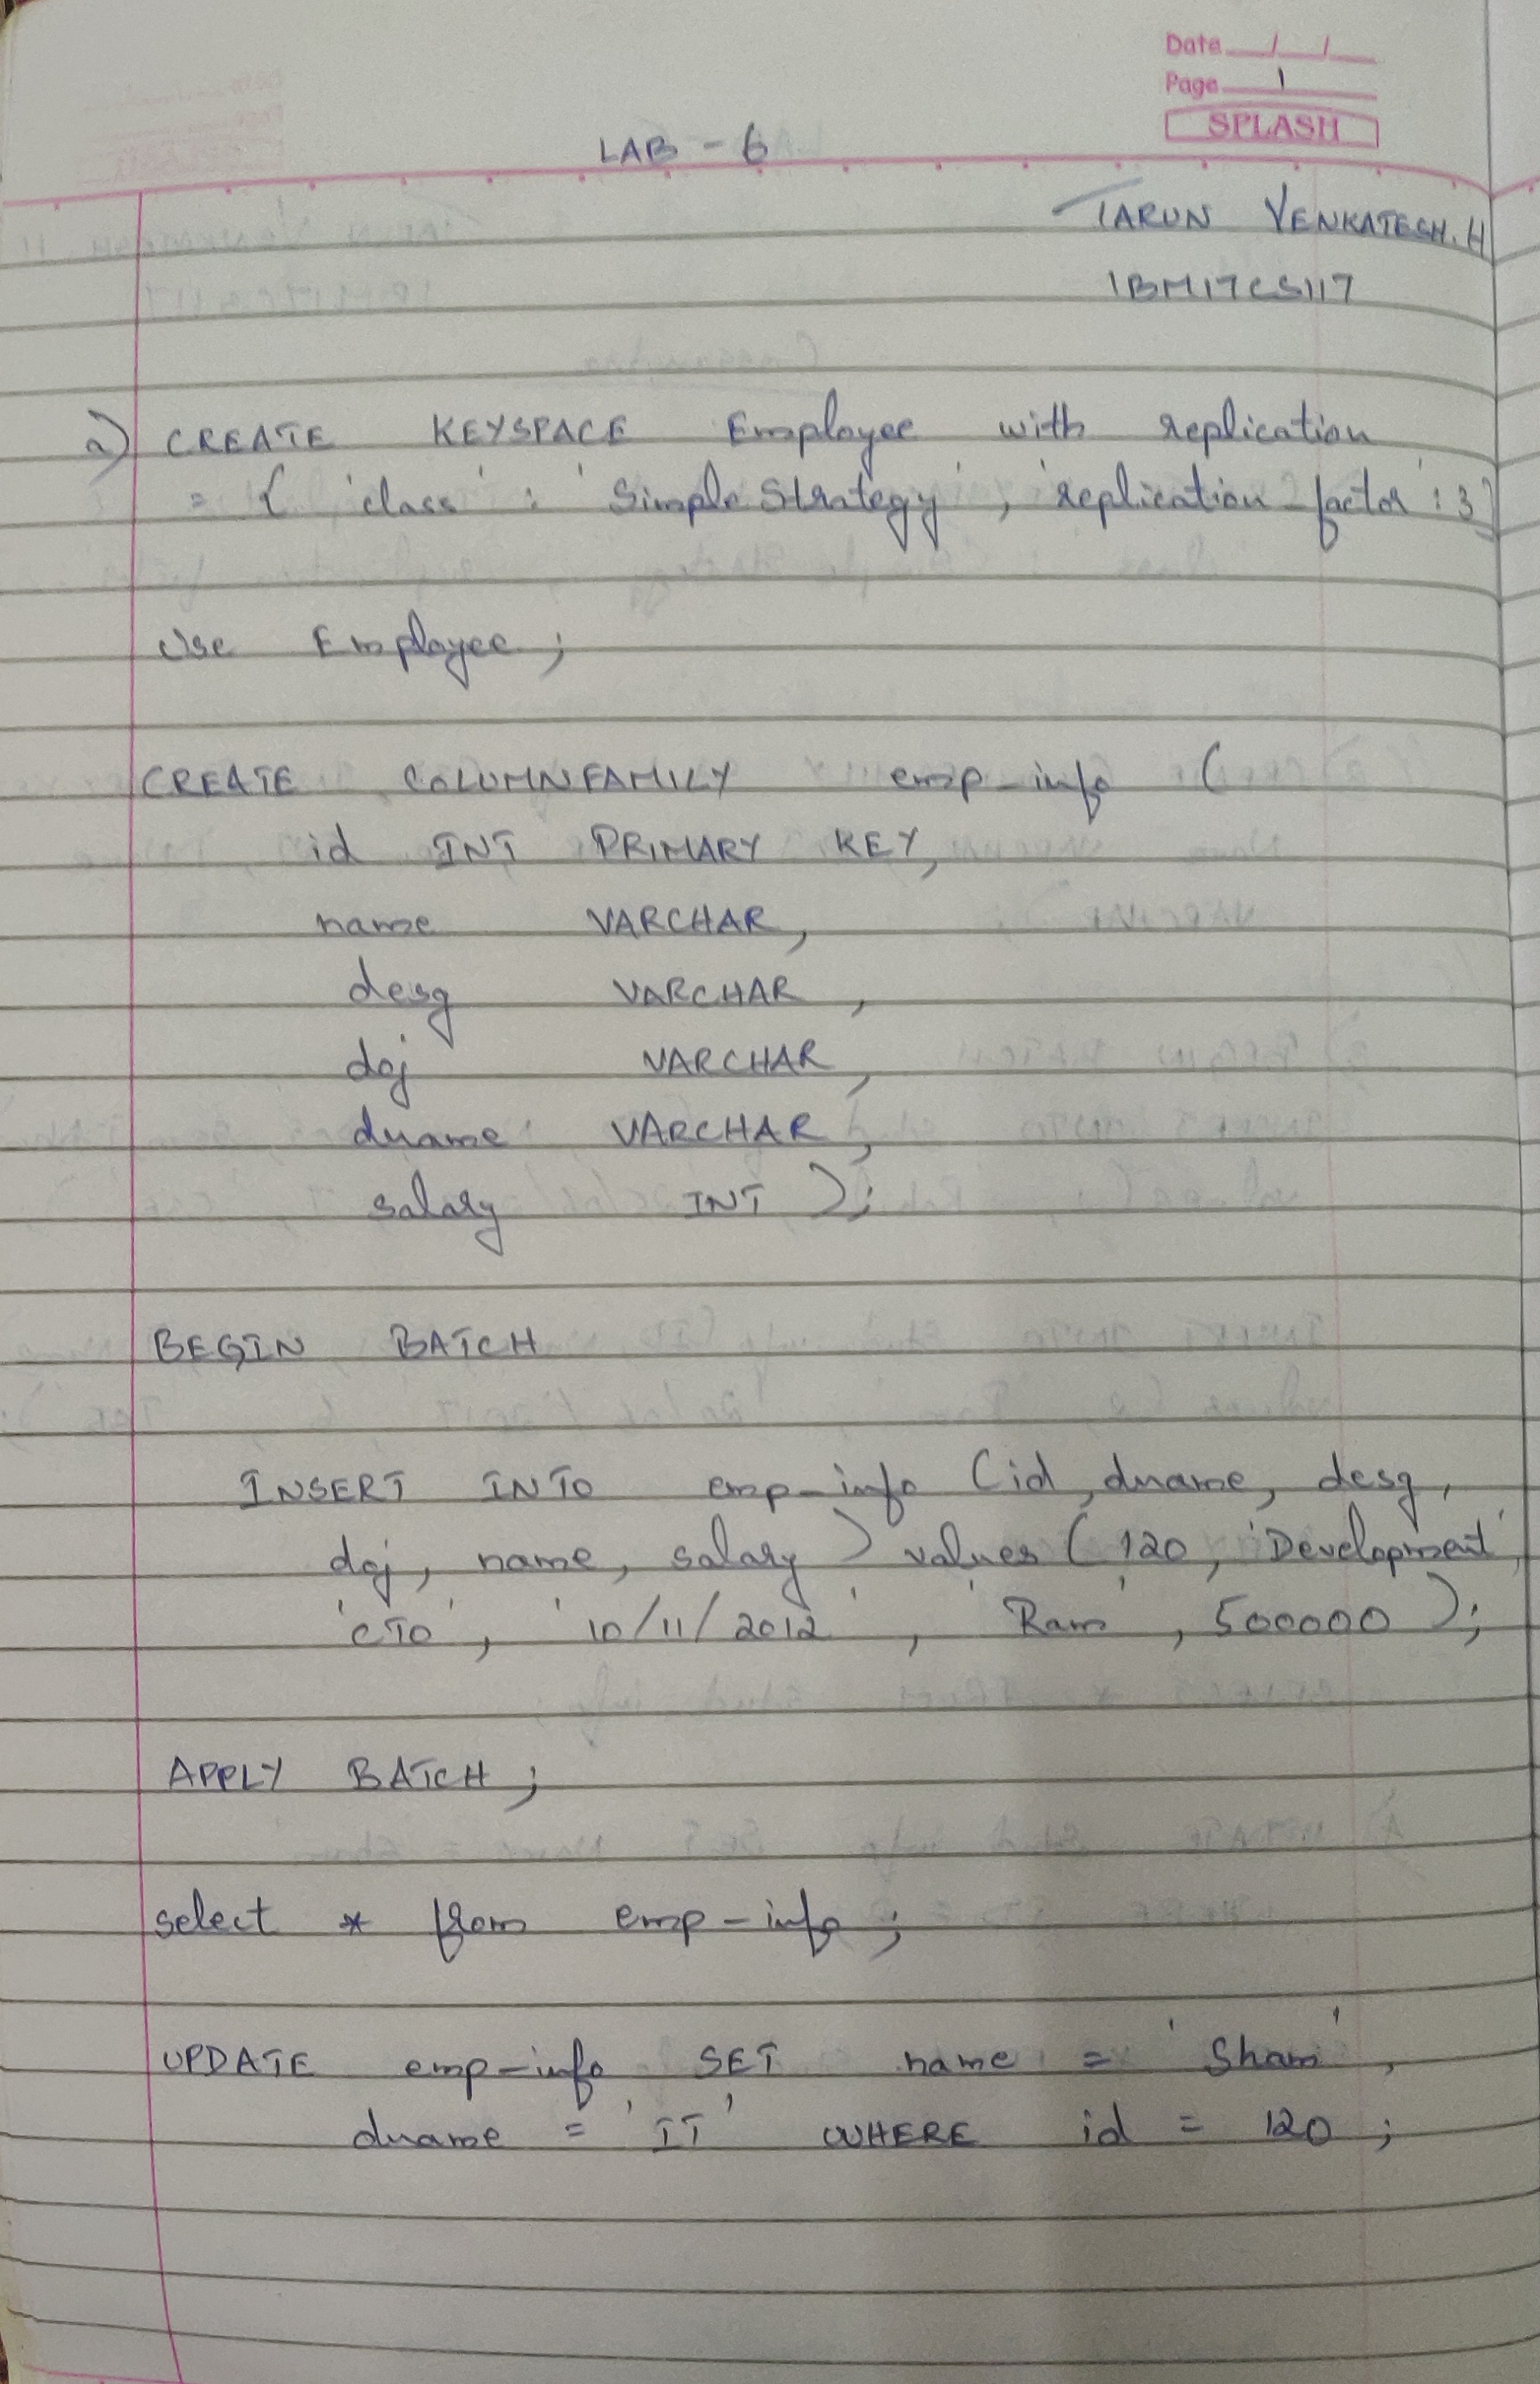 Date / /
Page 1
SPLASH
LAB - 6
TARUN VENKATESH.H
1BM17CS117
a) CREATE KEYSPACE Employee with replication
= { 'class' : 'Simple Strategy', 'replication_factor' : 3}
Use Employee;
CREATE COLUMNFAMILY emp-info (
id INT PRIMARY KEY,
name VARCHAR,
desg VARCHAR,
doj VARCHAR,
dname VARCHAR,
salary INT );
BEGIN BATCH
INSERT INTO emp-info (id, dname, desg,
doj, name, salary ) values ( 120, 'Development',
'CTO', '10/11/2012', 'Ram', 500000 );
APPLY BATCH;
select * from emp-info;
UPDATE emp-info SET name = 'Sham',
dname = 'IT' WHERE id = 120 ;